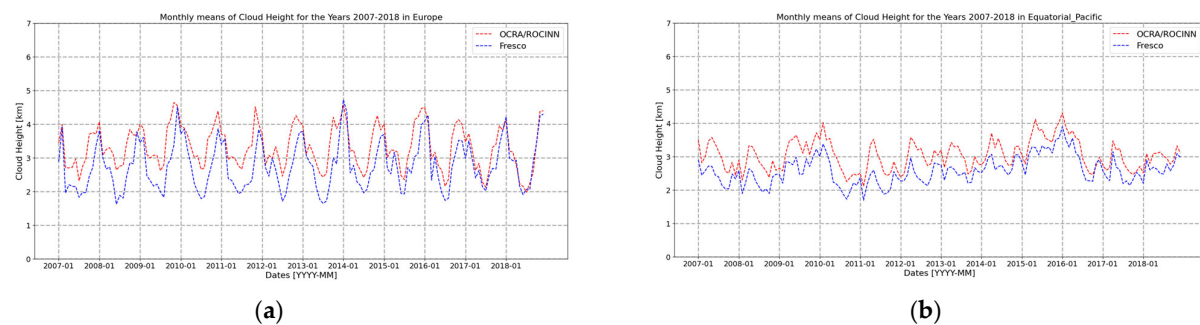 Monthly means of Cloud Height for the Years 2007-2018 in Europe
OCRA/ROCINN
Fresco
Cloud Height [km]
7
6
5
4
3
2
1
0
2007-01 2008-01 2009-01 2010-01 2011-01 2012-01 2013-01 2014-01 2015-01 2016-01 2017-01 2018-01
Dates [YYYY-MM]
(a)
Monthly means of Cloud Height for the Years 2007-2018 in Equatorial_Pacific
OCRA/ROCINN
Fresco
Cloud Height [km]
7
6
5
4
3
2
1
0
2007-01 2008-01 2009-01 2010-01 2011-01 2012-01 2013-01 2014-01 2015-01 2016-01 2017-01 2018-01
Dates [YYYY-MM]
(b)